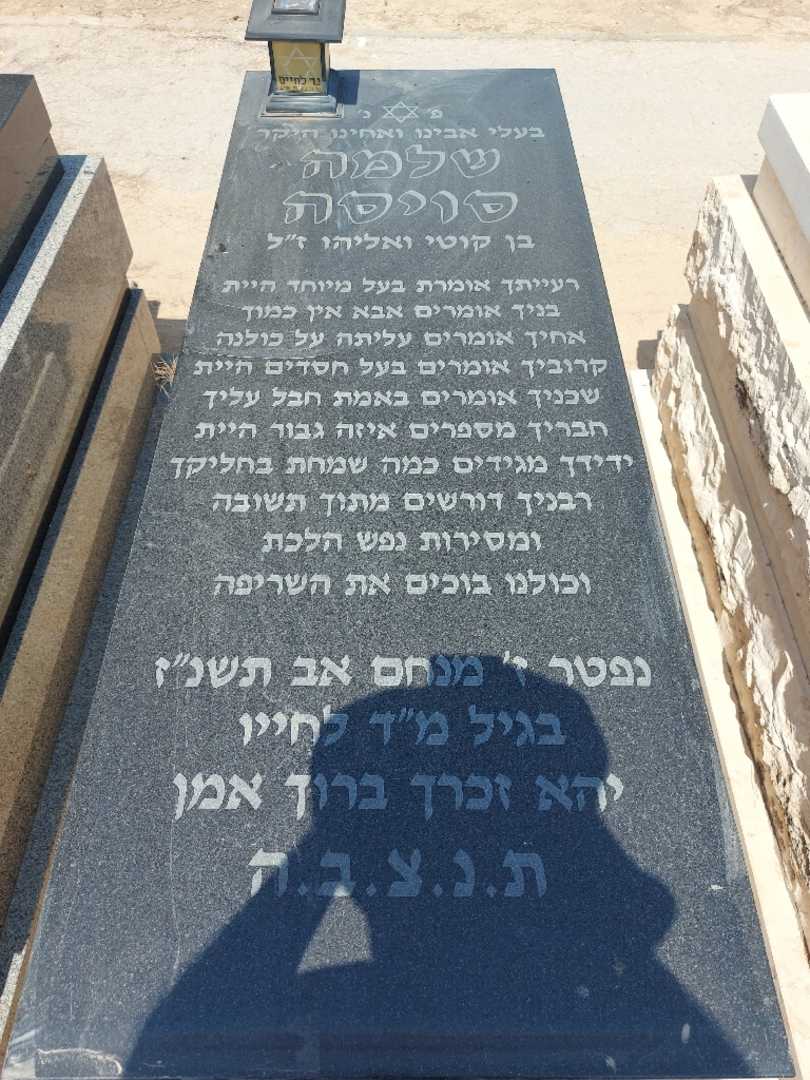 נר לחיים
פ נ
בעלי אבינו ואחינו היקר
שלמה
סויסה
בן קוטי ואליהו ז"ל
רעייתך אומרת בעל מיוחד היית
בניך אומרים אבא אין כמוך
אחיך אומרים עליתה על כולנה
קרוביך אומרים בעל חסדים היית
שכניך אומרים באמת חבל עליך
חבריך מספרים איזה גבור היית
ידידך מגידים כמה שמחת בחליקך
רבניך דורשים מתוך תשובה
ומסירות נפש הלכת
וכולנו בוכים את השריפה
נפטר ז' מנחם אב תשנ"ז
בגיל מ"ד לחייו
יהא זכרך ברוך אמן
ת.נ.צ.ב.ה